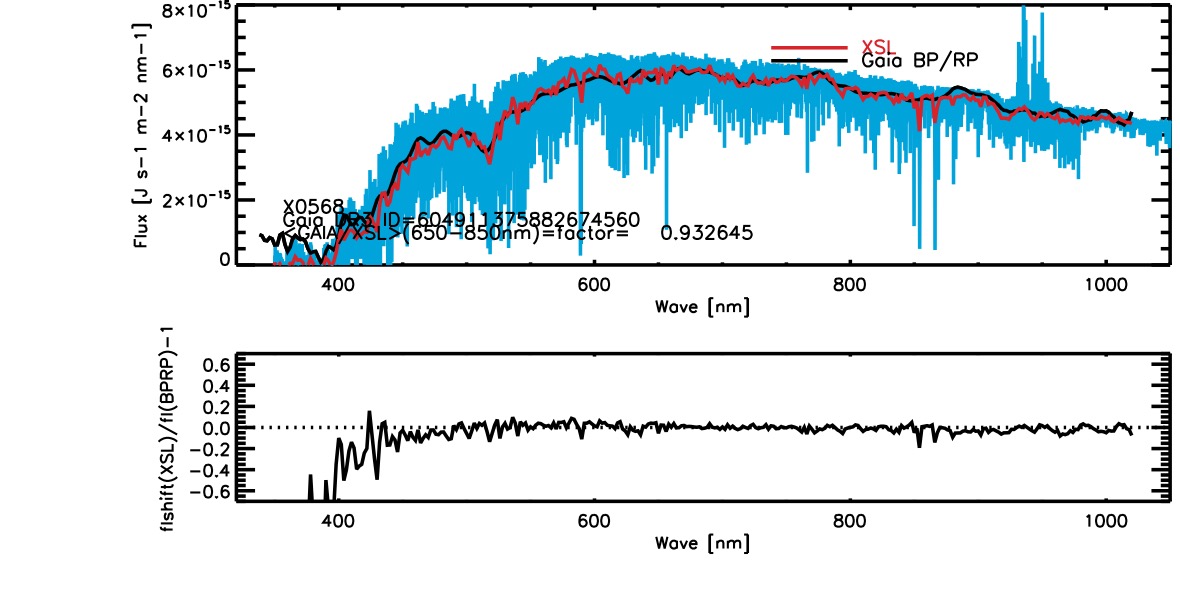 8×10⁻¹⁵
6×10⁻¹⁵
4×10⁻¹⁵
2×10⁻¹⁵
0
Flux [J s−1 m−2 nm−1]
XSL
Gaia BP/RP
X0568
Gaia DR3 ID=6049113758826745​60
<GAIA/XSL>(650−850nm)=factor= 0.932645
400 600 800 1000
Wave [nm]
0.6
0.4
0.2
0.0
−0.2
−0.4
−0.6
flshift(XSL)/fl(BPRP)−1
400 600 800 1000
Wave [nm]